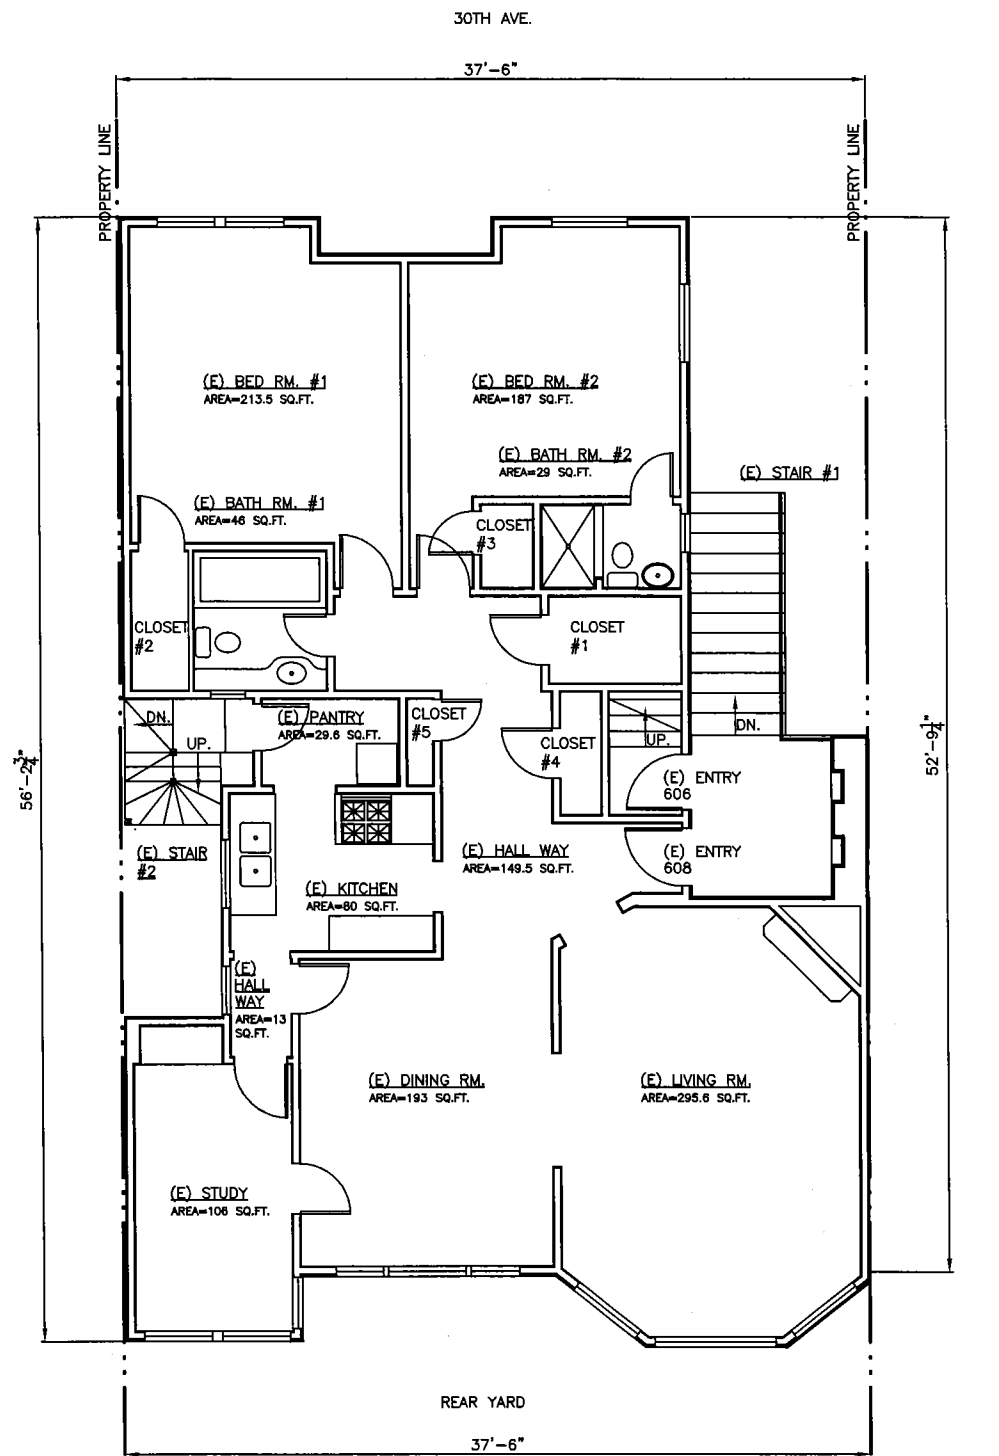 30TH AVE.
37'-6"
PROPERTY LINE
PROPERTY LINE
(E) BED RM. #1
AREA=213.5 SQ.FT.
(E) BED RM. #2
AREA=187 SQ.FT.
(E) BATH RM. #2
AREA=29 SQ.FT.
(E) STAIR #1
(E) BATH RM. #1
AREA=46 SQ.FT.
CLOSET
#3
CLOSET
#2
CLOSET
#1
DN.
UP.
(E) PANTRY
AREA=29.6 SQ.FT.
CLOSET
#5
CLOSET
#4
UP.
DN.
56'-2¾"
52'-9¼"
(E) ENTRY
606
(E) STAIR
#2
(E) HALL WAY
AREA=149.5 SQ.FT.
(E) ENTRY
608
(E) KITCHEN
AREA=80 SQ.FT.
(E)
HALL
WAY
AREA=13
SQ.FT.
(E) DINING RM.
AREA=193 SQ.FT.
(E) LIVING RM.
AREA=295.6 SQ.FT.
(E) STUDY
AREA=106 SQ.FT.
REAR YARD
37'-6"